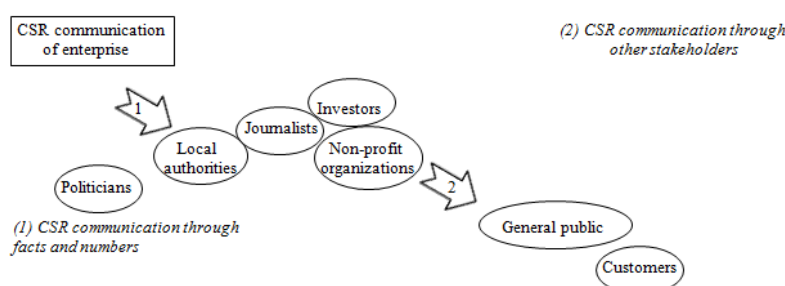 CSR communication
of enterprise
(2) CSR communication through
other stakeholders
1
Investors
Journalists
Local
authorities
Non-profit
organizations
Politicians
2
(1) CSR communication through
facts and numbers
General public
Customers